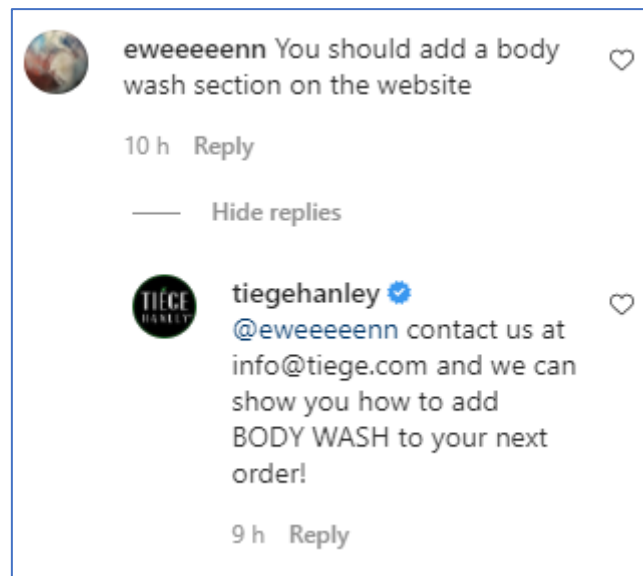 eweeeeenn You should add a body
wash section on the website
10 h Reply
Hide replies
TIÉGE
HANLEY
tiegehanley
@eweeeeenn contact us at
info@tiege.com and we can
show you how to add
BODY WASH to your next
order!
9 h Reply